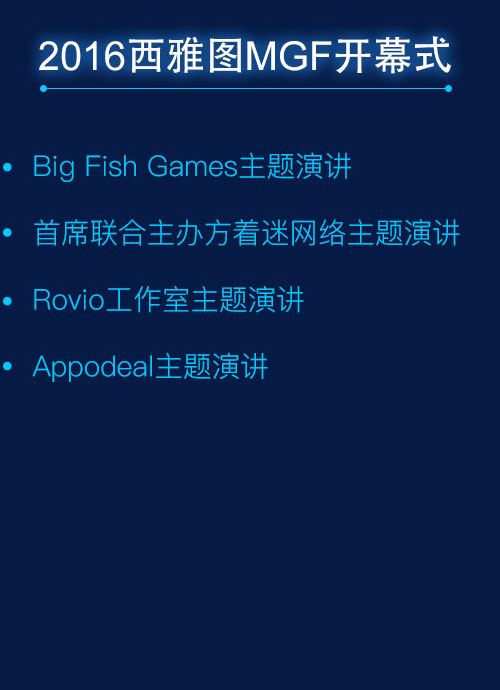 2016西雅图MGF开幕式
• Big Fish Games主题演讲
• 首席联合主办方着迷网络主题演讲
• Rovio工作室主题演讲
• Appodeal主题演讲